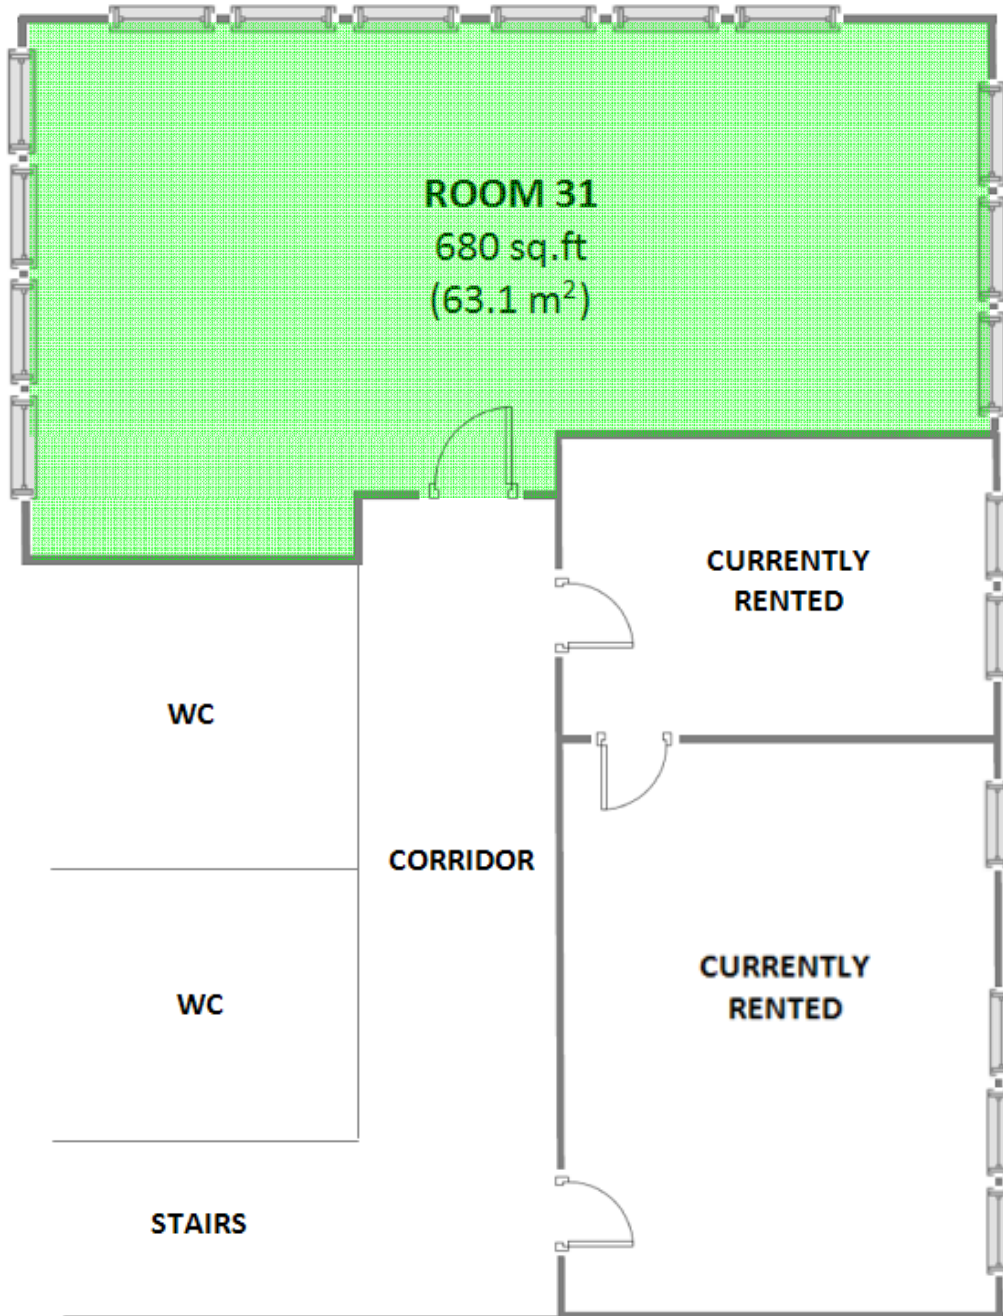 ROOM 31
680 sq.ft
(63.1 m²)
CURRENTLY
RENTED
WC
CORRIDOR
CURRENTLY
RENTED
WC
STAIRS